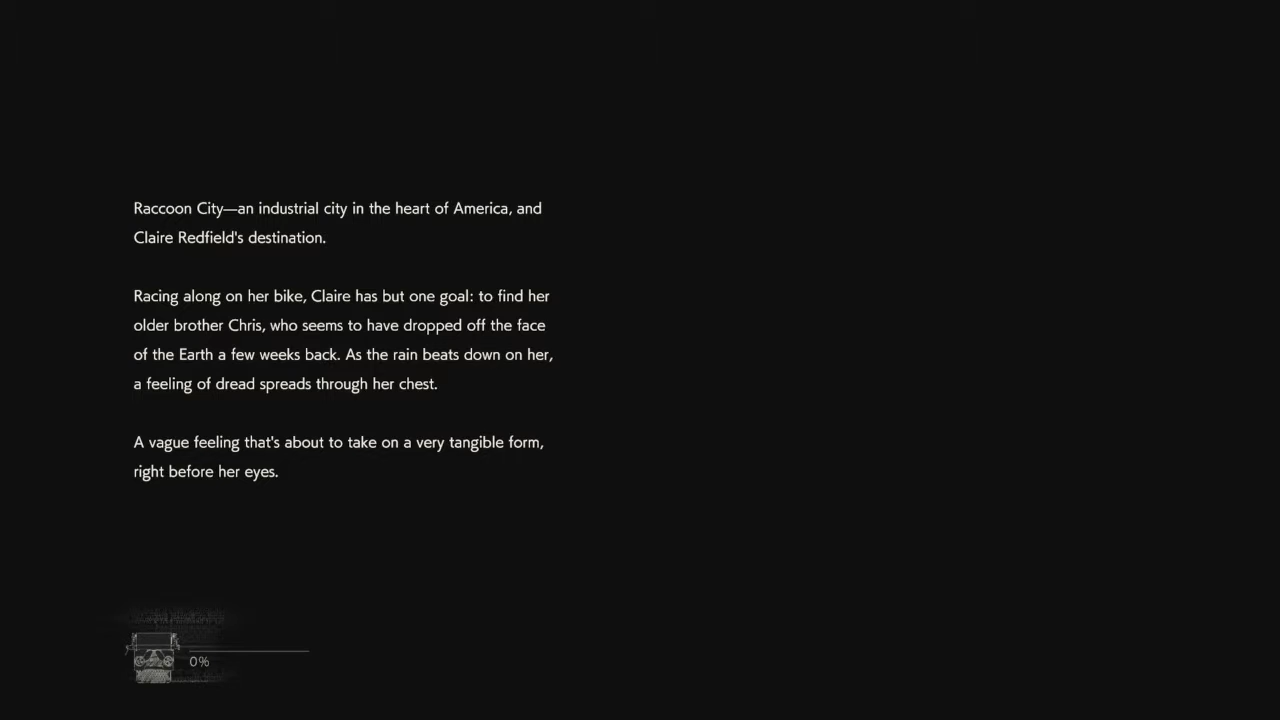 Raccoon City—an industrial city in the heart of America, and
Claire Redfield's destination.
Racing along on her bike, Claire has but one goal: to find her
older brother Chris, who seems to have dropped off the face
of the Earth a few weeks back. As the rain beats down on her,
a feeling of dread spreads through her chest.
A vague feeling that's about to take on a very tangible form,
right before her eyes.
0%